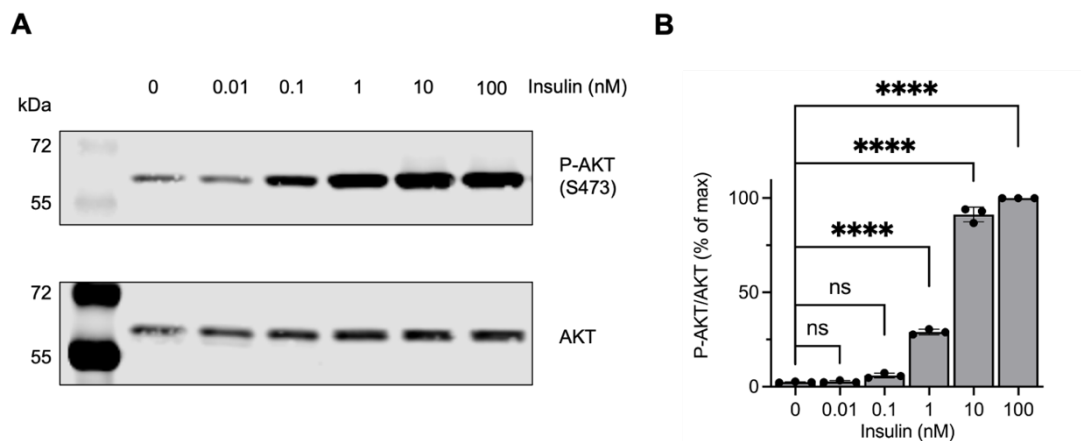 A
0 0.01 0.1 1 10 100 Insulin (nM)
kDa
72
55
P-AKT
(S473)
72
55
AKT
B
****
****
****
ns
ns
P-AKT/AKT (% of max)
100
50
0
0 0.01 0.1 1 10 100
Insulin (nM)